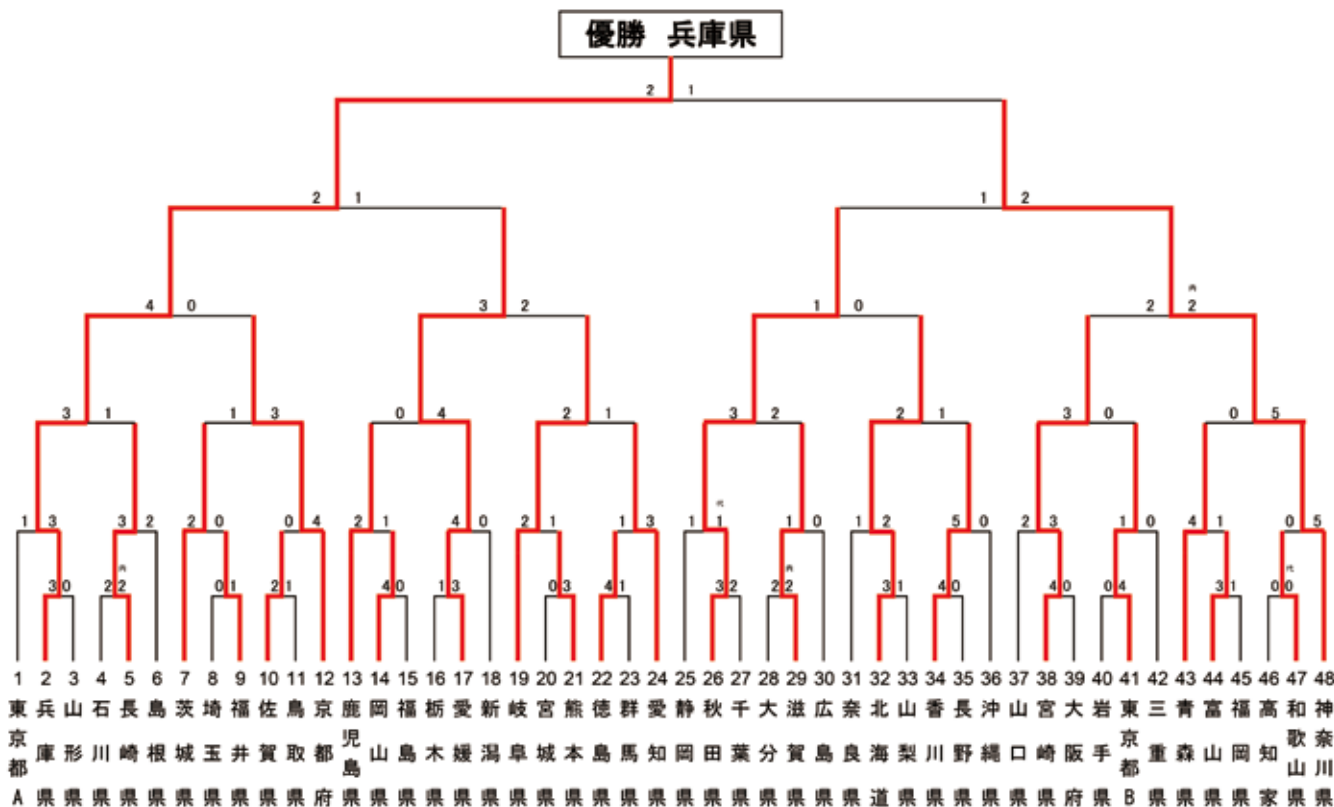 優勝 兵庫県
2 1
2 1
1 2
4 0
3 2
1 0
2 内 2
3 1
1 3
0 4
2 1
3 2
2 1
3 0
0 5
1 3
3 2
2 0
0 4
2 1
4 0
2 1
1 3
1 代 1
1 0
1 2
5 0
2 3
1 0
4 1
0 5
3 0
2 内 2
0 1
2 1
4 0
1 3
0 3
4 1
3 2
2 内 2
3 1
4 0
4 0
0 4
3 1
0 代 0
1 東京都A
2 兵庫県
3 山形県
4 石川県
5 長崎県
6 島根県
7 茨城県
8 埼玉県
9 福井県
10 佐賀県
11 鳥取県
12 京都府
13 鹿児島県
14 岡山県
15 福島県
16 栃木県
17 愛媛県
18 新潟県
19 岐阜県
20 宮城県
21 熊本県
22 徳島県
23 群馬県
24 愛知県
25 静岡県
26 秋田県
27 千葉県
28 大分県
29 滋賀県
30 広島県
31 奈良県
32 北海道
33 山梨県
34 香川県
35 長野県
36 沖縄県
37 山口県
38 宮崎県
39 大阪府
40 岩手県
41 東京都B
42 三重県
43 青森県
44 富山県
45 福岡県
46 高知家
47 和歌山県
48 神奈川県